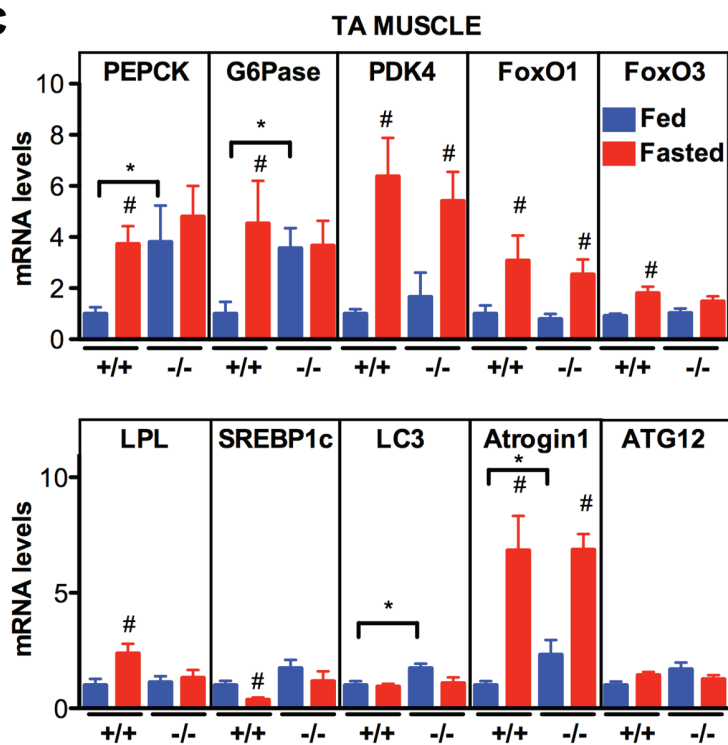 C
TA MUSCLE
PEPCK G6Pase PDK4 FoxO1 FoxO3
Fed
Fasted
mRNA levels
10
8
6
4
2
0
* # * # # # # # #
+/+ -/- +/+ -/- +/+ -/- +/+ -/- +/+ -/-
LPL SREBP1c LC3 Atrogin1 ATG12
mRNA levels
10
5
0
# # * * # #
+/+ -/- +/+ -/- +/+ -/- +/+ -/- +/+ -/-